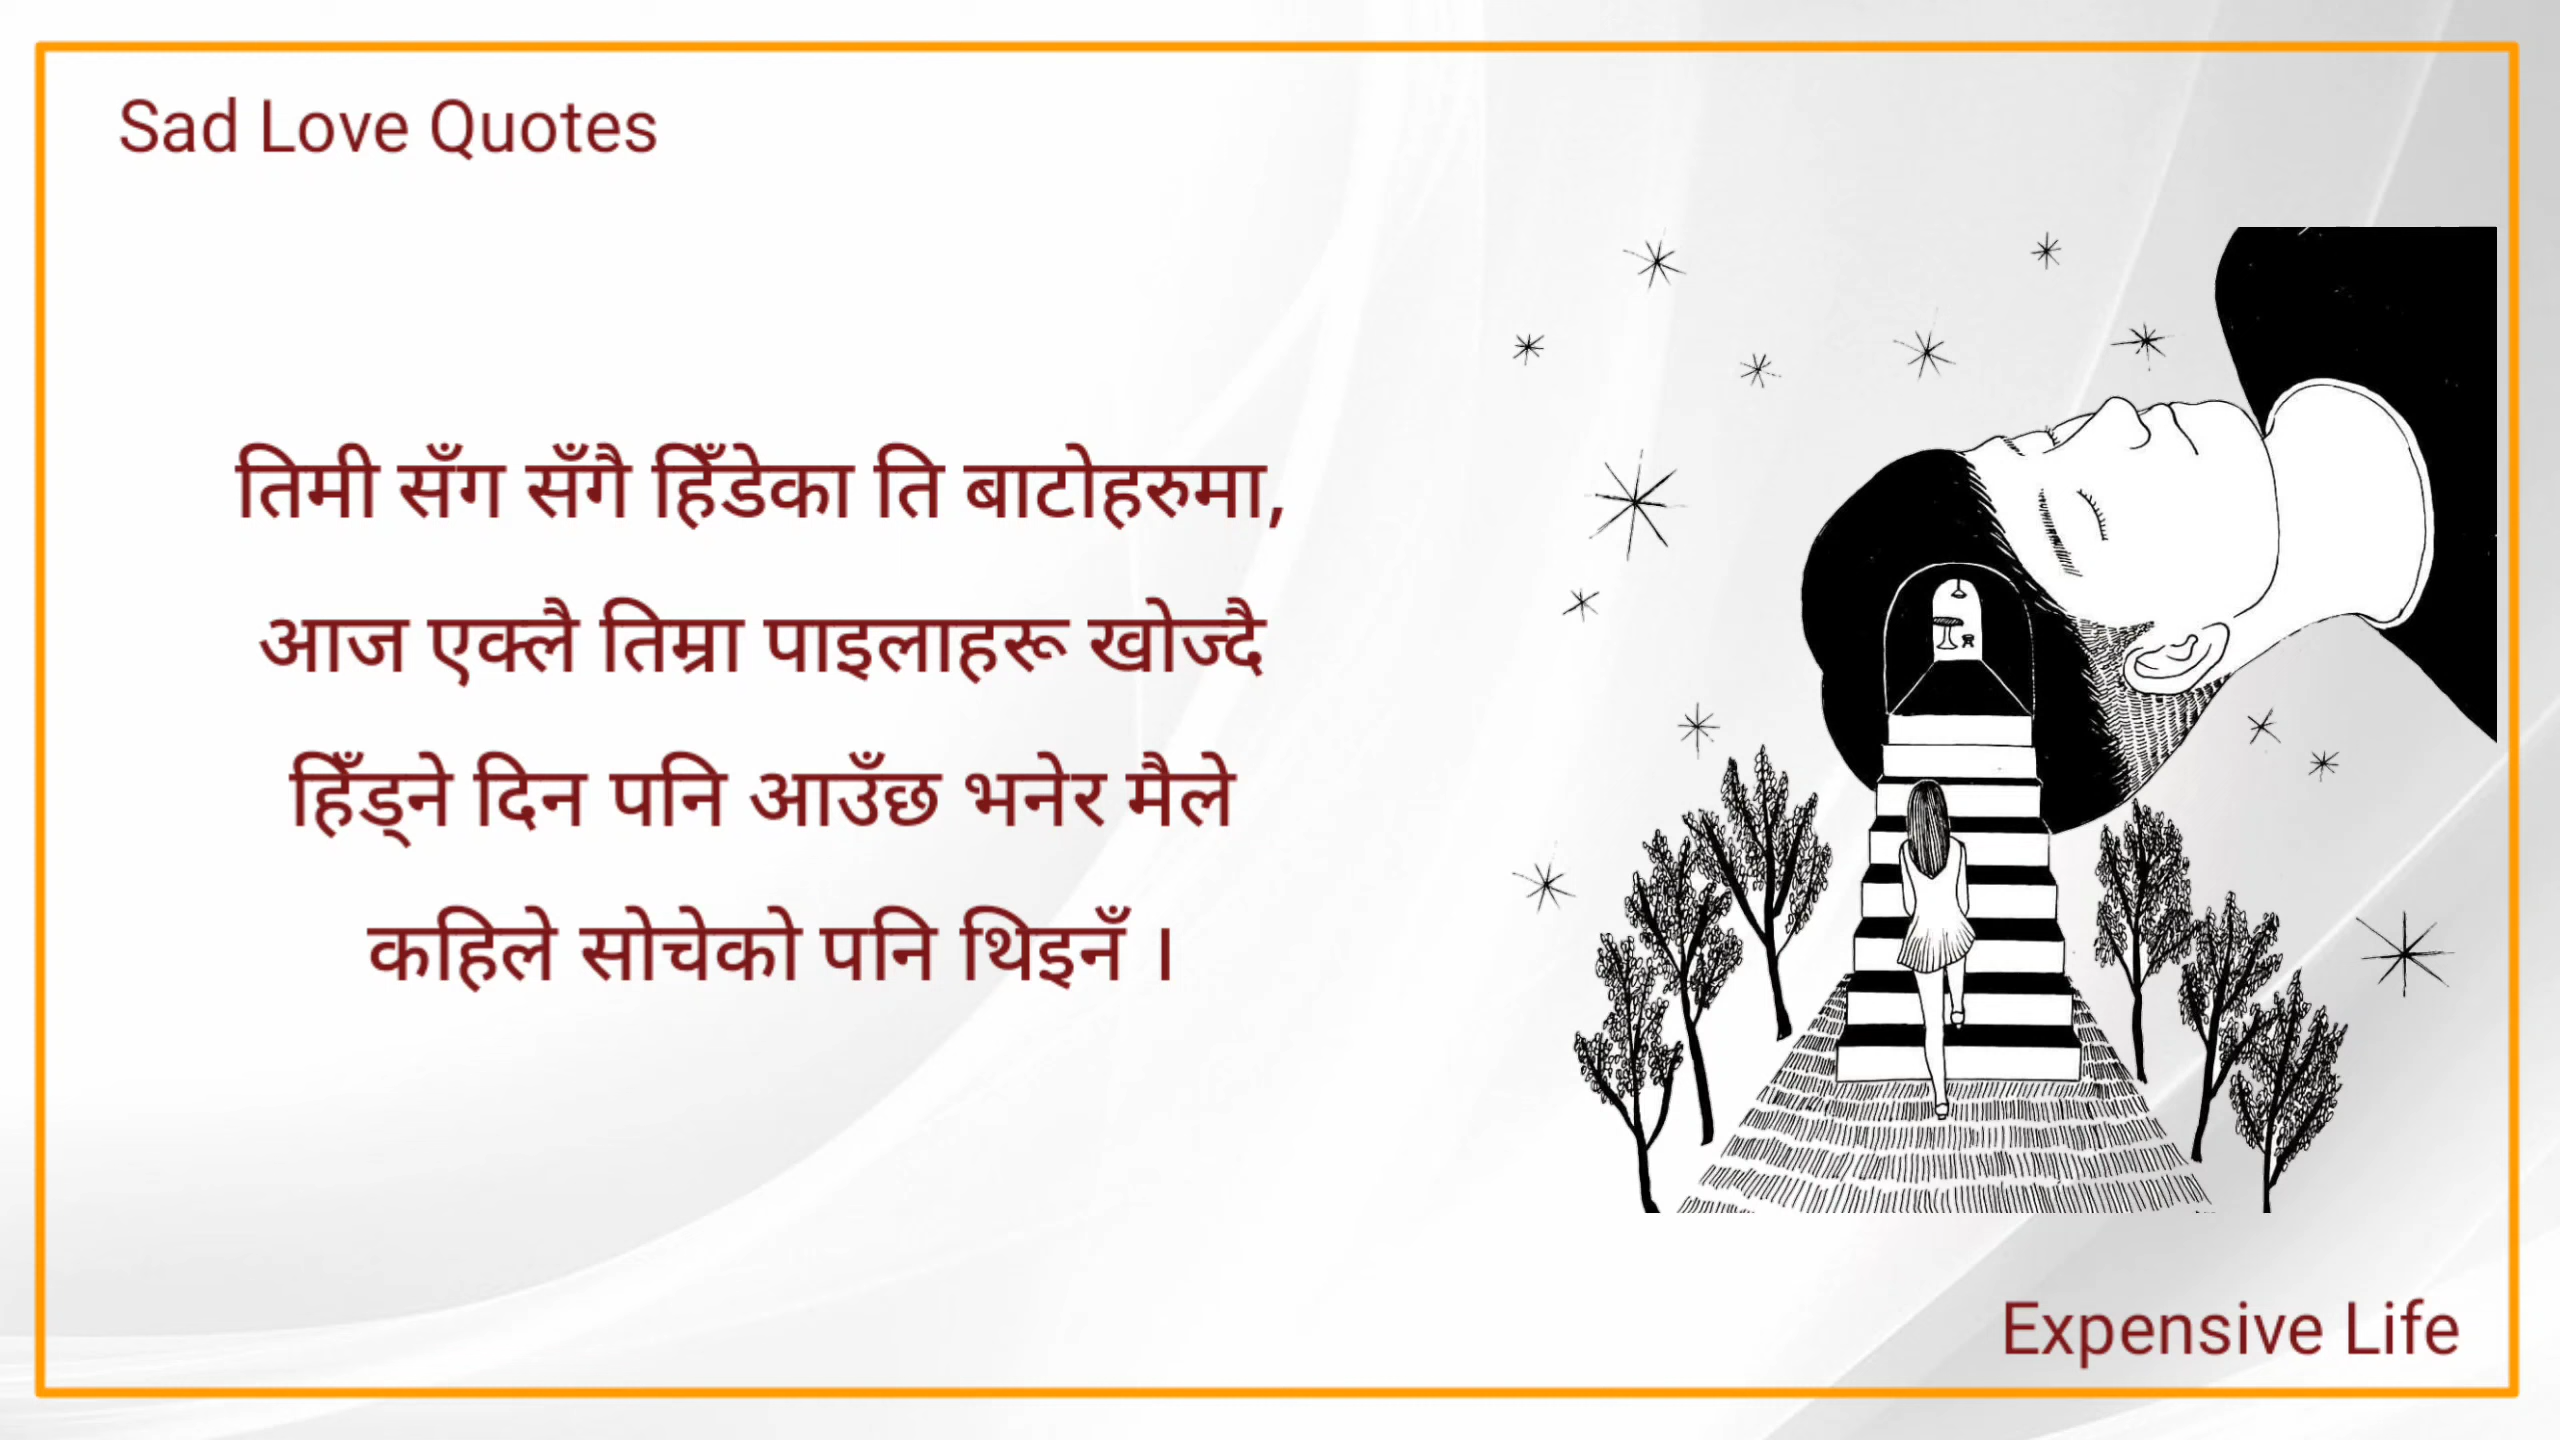 Sad Love Quotes
तिमी सँग सँगै हिँडेका ति बाटोहरुमा,
आज एक्लै तिम्रा पाइलाहरू खोज्दै
हिँड्ने दिन पनि आउँछ भनेर मैले
कहिले सोचेको पनि थिइनँ ।
Expensive Life